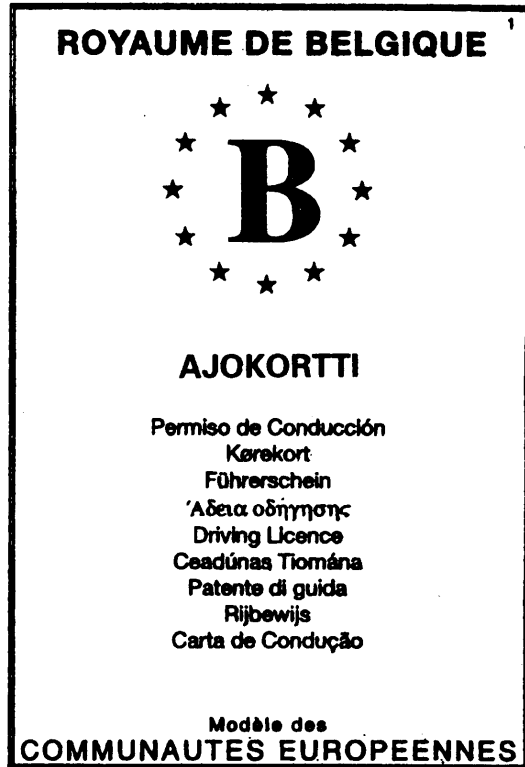 1
ROYAUME DE BELGIQUE
B
AJOKORTTI
Permiso de Conducción
Kørekort
Führerschein
Άδεια οδήγησης
Driving Licence
Ceadúnas Tiomána
Patente di guida
Rijbewijs
Carta de Condução
Modèle des
COMMUNAUTES EUROPEENNES